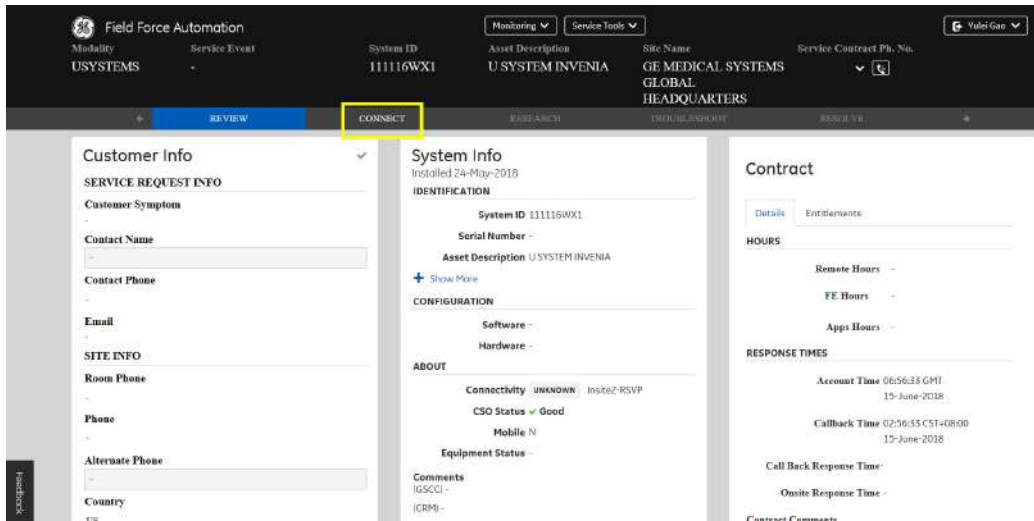 Field Force Automation
Monitoring
Service Tools
Yulei Gao
Modality
Service Event
System ID
Asset Description
Site Name
Service Contract Ph. No.
USYSTEMS
-
111116WX1
U SYSTEM INVENIA
GE MEDICAL SYSTEMS
GLOBAL
HEADQUARTERS
REVIEW
CONNECT
RESEARCH
TROUBLESHOOT
RESOLVE
Customer Info
SERVICE REQUEST INFO
Customer Symptom
-
Contact Name
-
Contact Phone
-
Email
-
SITE INFO
Room Phone
-
Phone
-
Alternate Phone
-
Country
System Info
Installed 24-May-2018
IDENTIFICATION
System ID 111116WX1
Serial Number -
Asset Description U SYSTEM INVENIA
+ Show More
CONFIGURATION
Software -
Hardware -
ABOUT
Connectivity UNKNOWN Insite2-RSVP
CSO Status ✓ Good
Mobile N
Equipment Status -
Comments
(GSCC) -
(CRM) -
Contract
Details Entitlements
HOURS
Remote Hours -
FE Hours -
Apps Hours -
RESPONSE TIMES
Account Time 06:56:33 GMT
15-June-2018
Callback Time 02:56:33 CST+08:00
15-June-2018
Call Back Response Time-
Onsite Response Time -
Contract Comments
Feedback